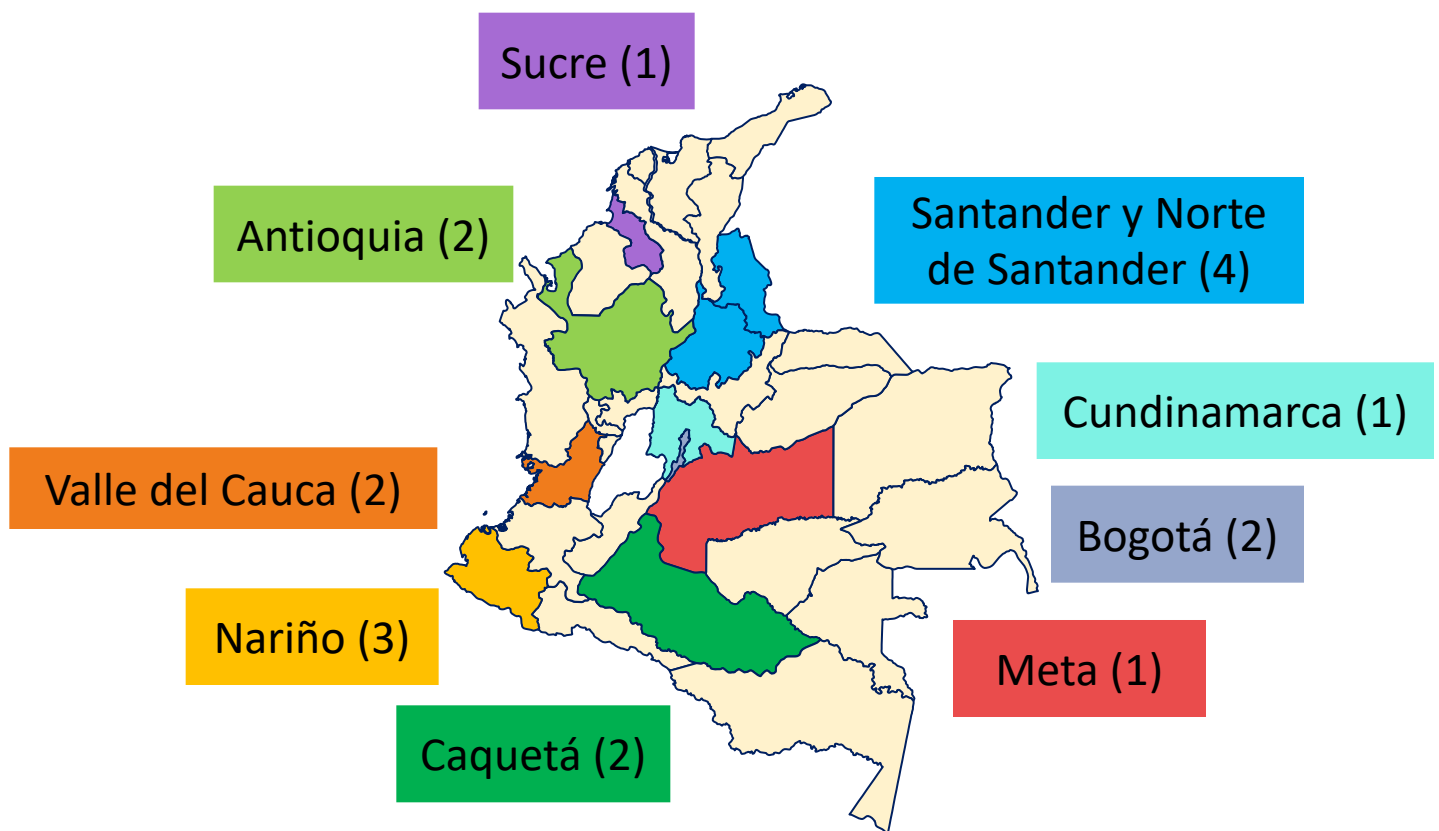 Sucre (1)
Antioquia (2)
Santander y Norte
de Santander (4)
Cundinamarca (1)
Valle del Cauca (2)
Bogotá (2)
Nariño (3)
Meta (1)
Caquetá (2)